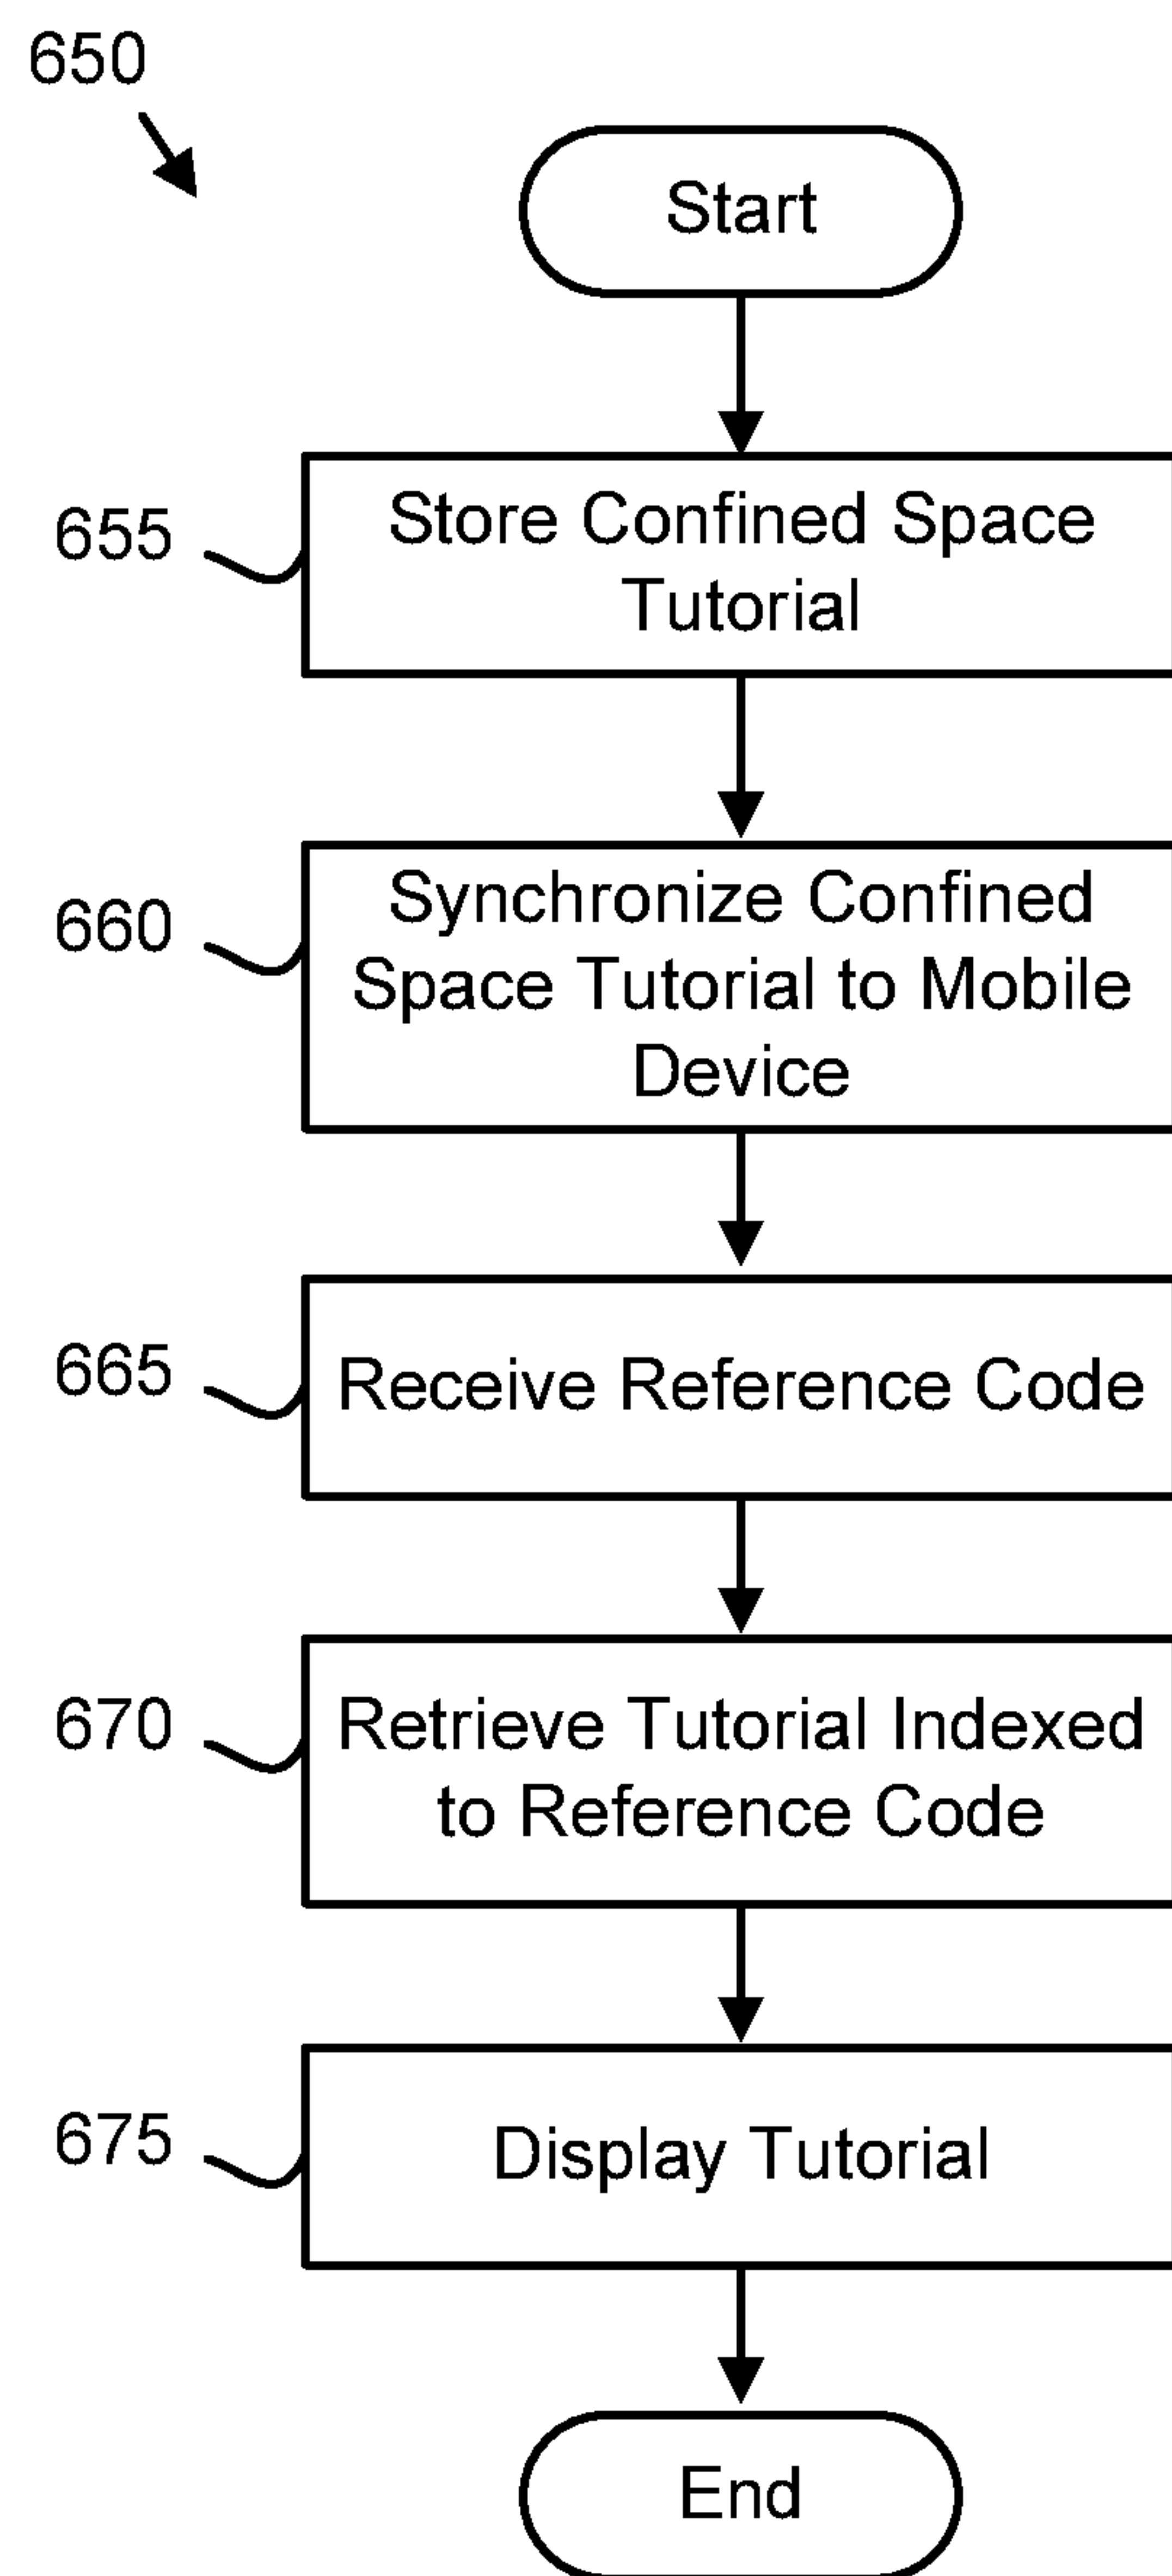 650
Start
655
Store Confined Space
Tutorial
660
Synchronize Confined
Space Tutorial to Mobile
Device
665
Receive Reference Code
670
Retrieve Tutorial Indexed
to Reference Code
675
Display Tutorial
End